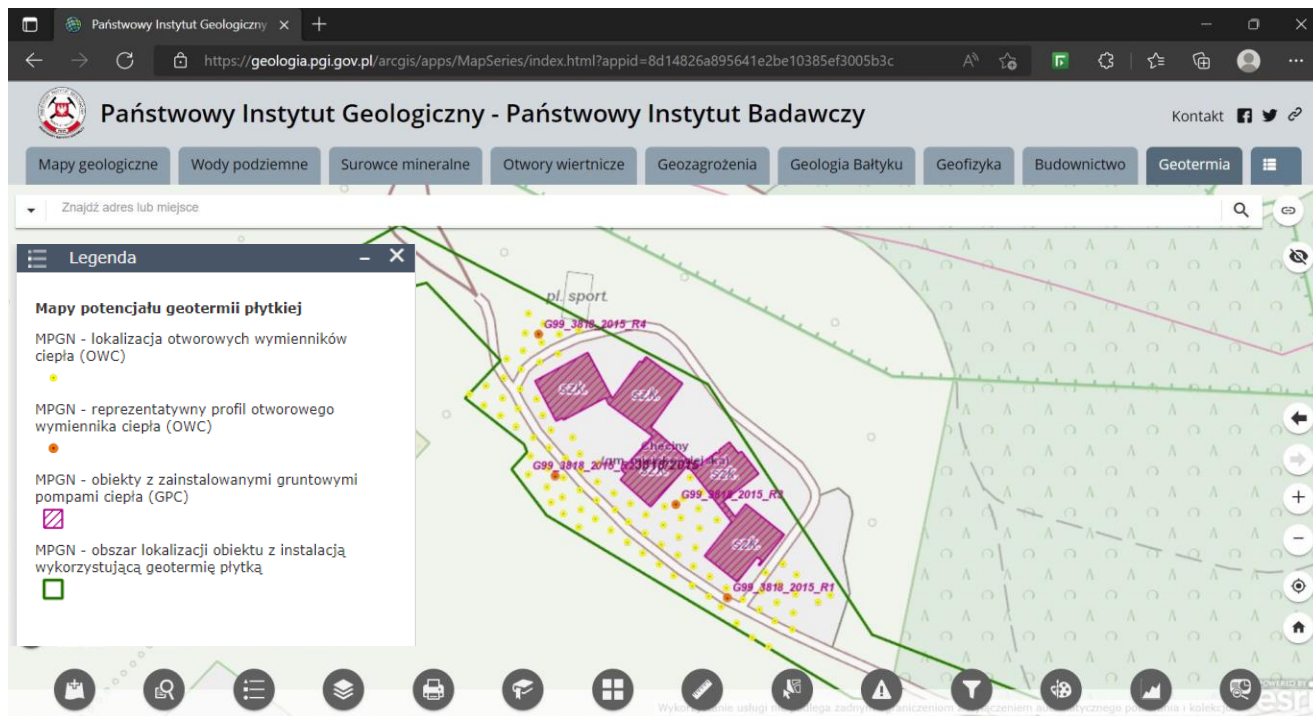 Państwowy Instytut Geologiczny
https://geologia.pgi.gov.pl/arcgis/apps/MapSeries/index.html?appid=8d14826a895641e2be10385ef3005b3c
Państwowy Instytut Geologiczny - Państwowy Instytut Badawczy
Kontakt
Mapy geologiczne
Wody podziemne
Surowce mineralne
Otwory wiertnicze
Geozagrożenia
Geologia Bałtyku
Geofizyka
Budownictwo
Geotermia
Znajdź adres lub miejsce
Legenda
Mapy potencjału geotermii płytkiej
MPGN - lokalizacja otworowych wymienników
ciepła (OWC)
MPGN - reprezentatywny profil otworowego
wymiennika ciepła (OWC)
MPGN - obiekty z zainstalowanymi gruntowymi
pompami ciepła (GPC)
MPGN - obszar lokalizacji obiektu z instalacją
wykorzystującą geotermię płytką
pl. sport.
G99_3818_2015_R4
szk.
szk.
Chęciny
szk.
szk.
G99_3818_2015_R3
szk.
G99_3818_2015_R1
POWERED BY
esri